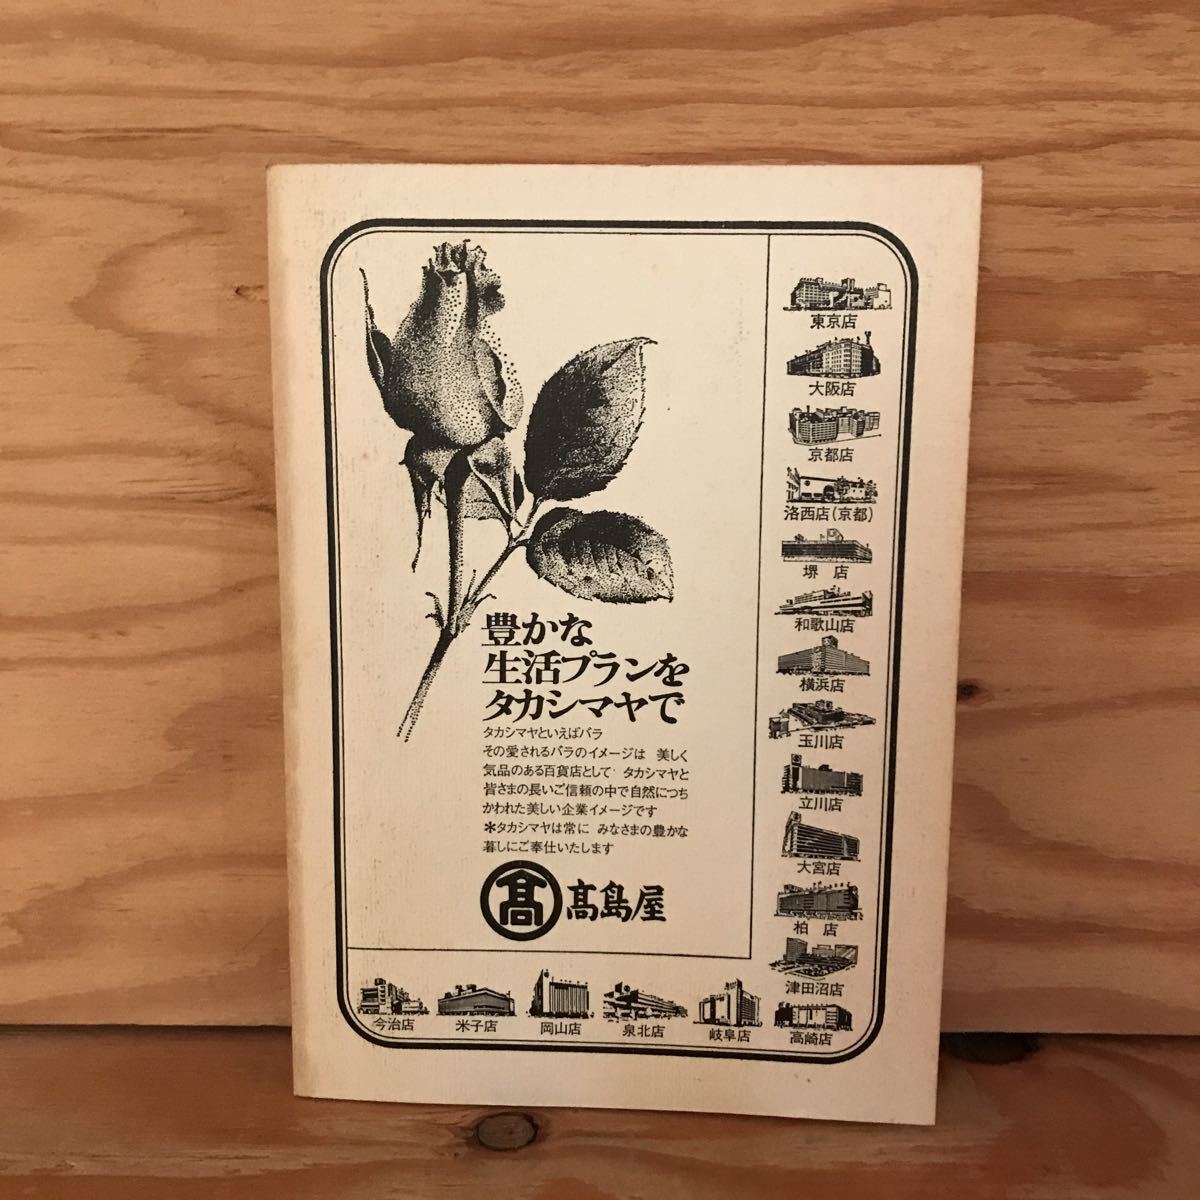 豊かな
生活プランを
タカシマヤで
タカシマヤといえばバラ
その愛されるバラのイメージは 美しく
気品のある百貨店として タカシマヤと
皆さまの長いご信頼の中で自然につち
かわれた美しい企業イメージです
＊タカシマヤは常に みなさまの豊かな
暮しにご奉仕いたします
髙 髙島屋
東京店
大阪店
京都店
洛西店(京都)
堺 店
和歌山店
横浜店
玉川店
立川店
大宮店
柏 店
津田沼店
高崎店
岐阜店
泉北店
岡山店
米子店
今治店